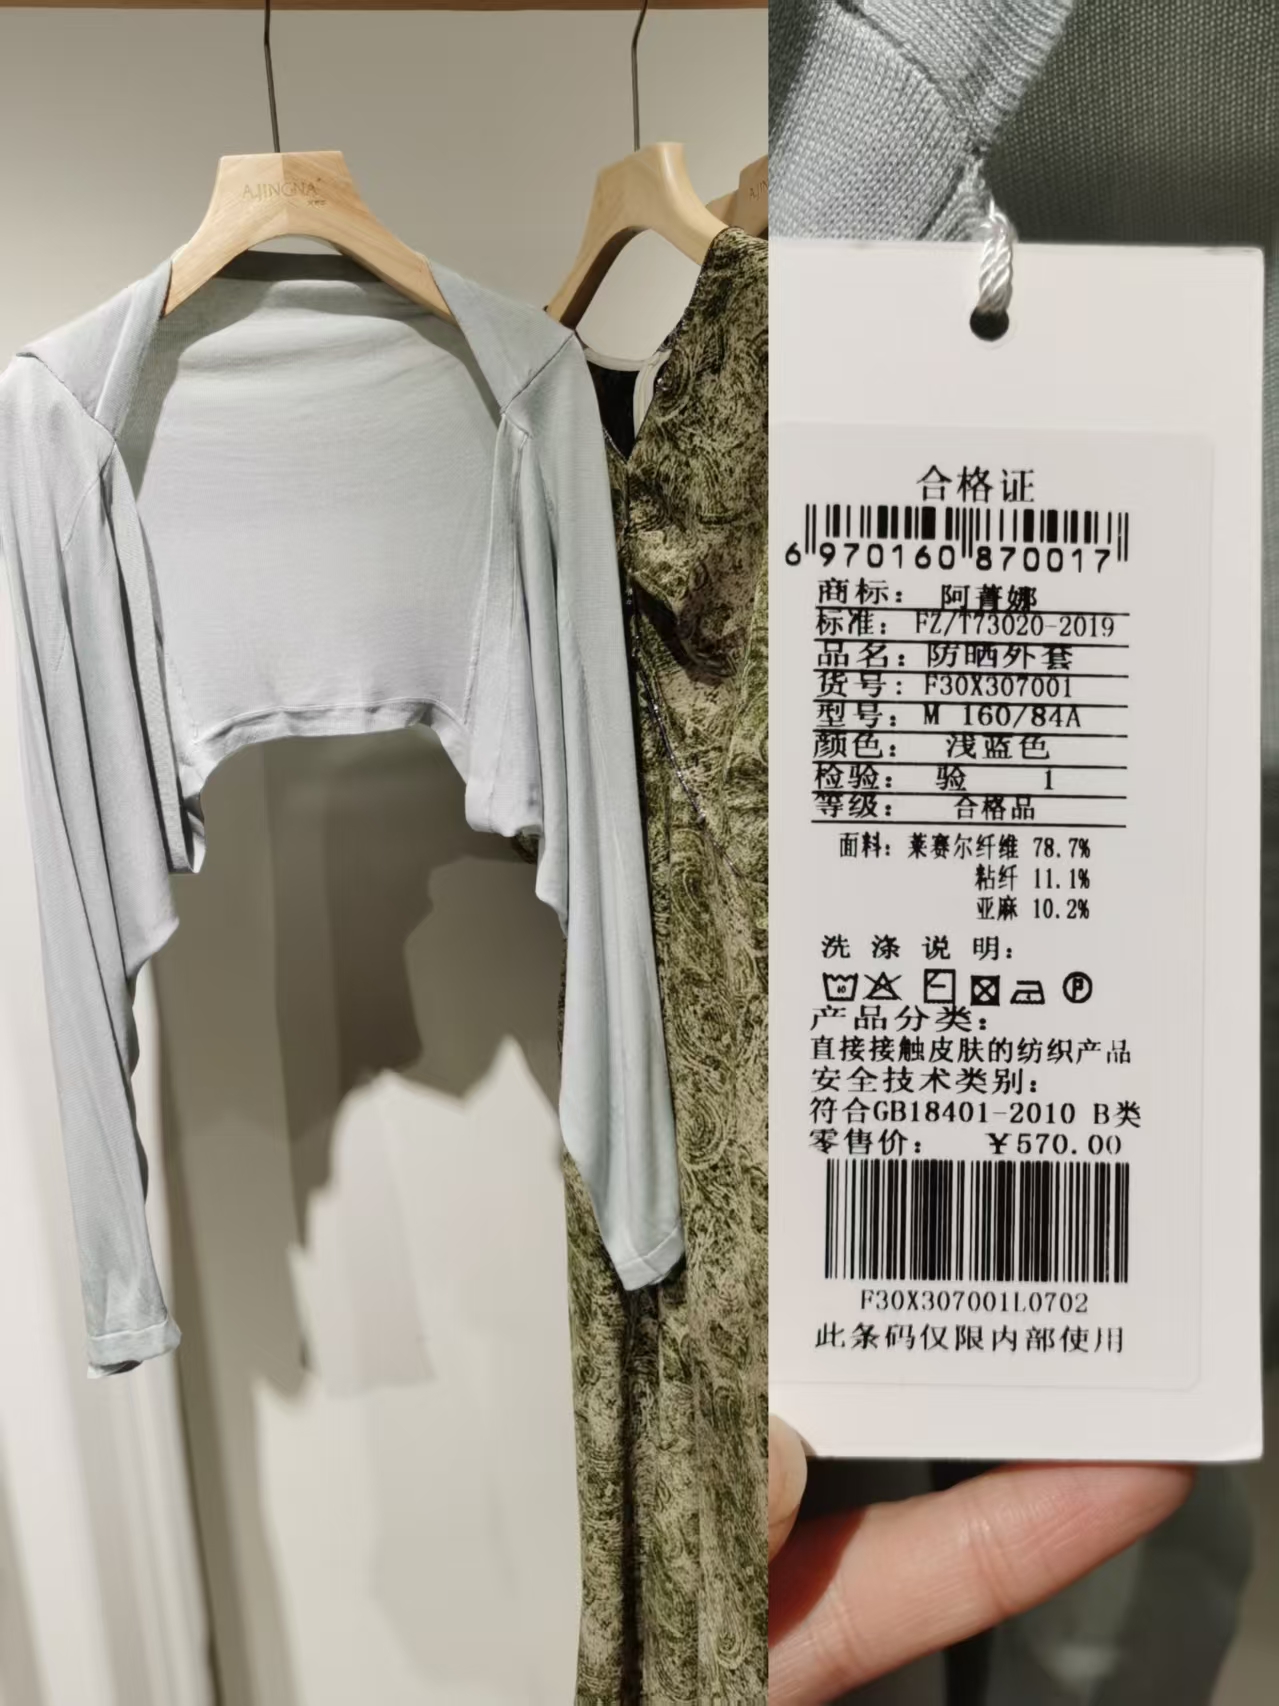 AJINGNA
合格证
6 970160 870017
商标： 阿菁娜
标准：FZ/T73020-2019
品名：防晒外套
货号：F30X307001
型号：M 160/84A
颜色： 浅蓝色
检验： 验 1
等级： 合格品
面料：莱赛尔纤维 78.7%
粘纤 11.1%
亚麻 10.2%
洗 涤 说 明：
产品分类：
直接接触皮肤的纺织产品
安全技术类别：
符合GB18401-2010 B类
零售价： ￥570.00
F30X307001L0702
此条码仅限内部使用